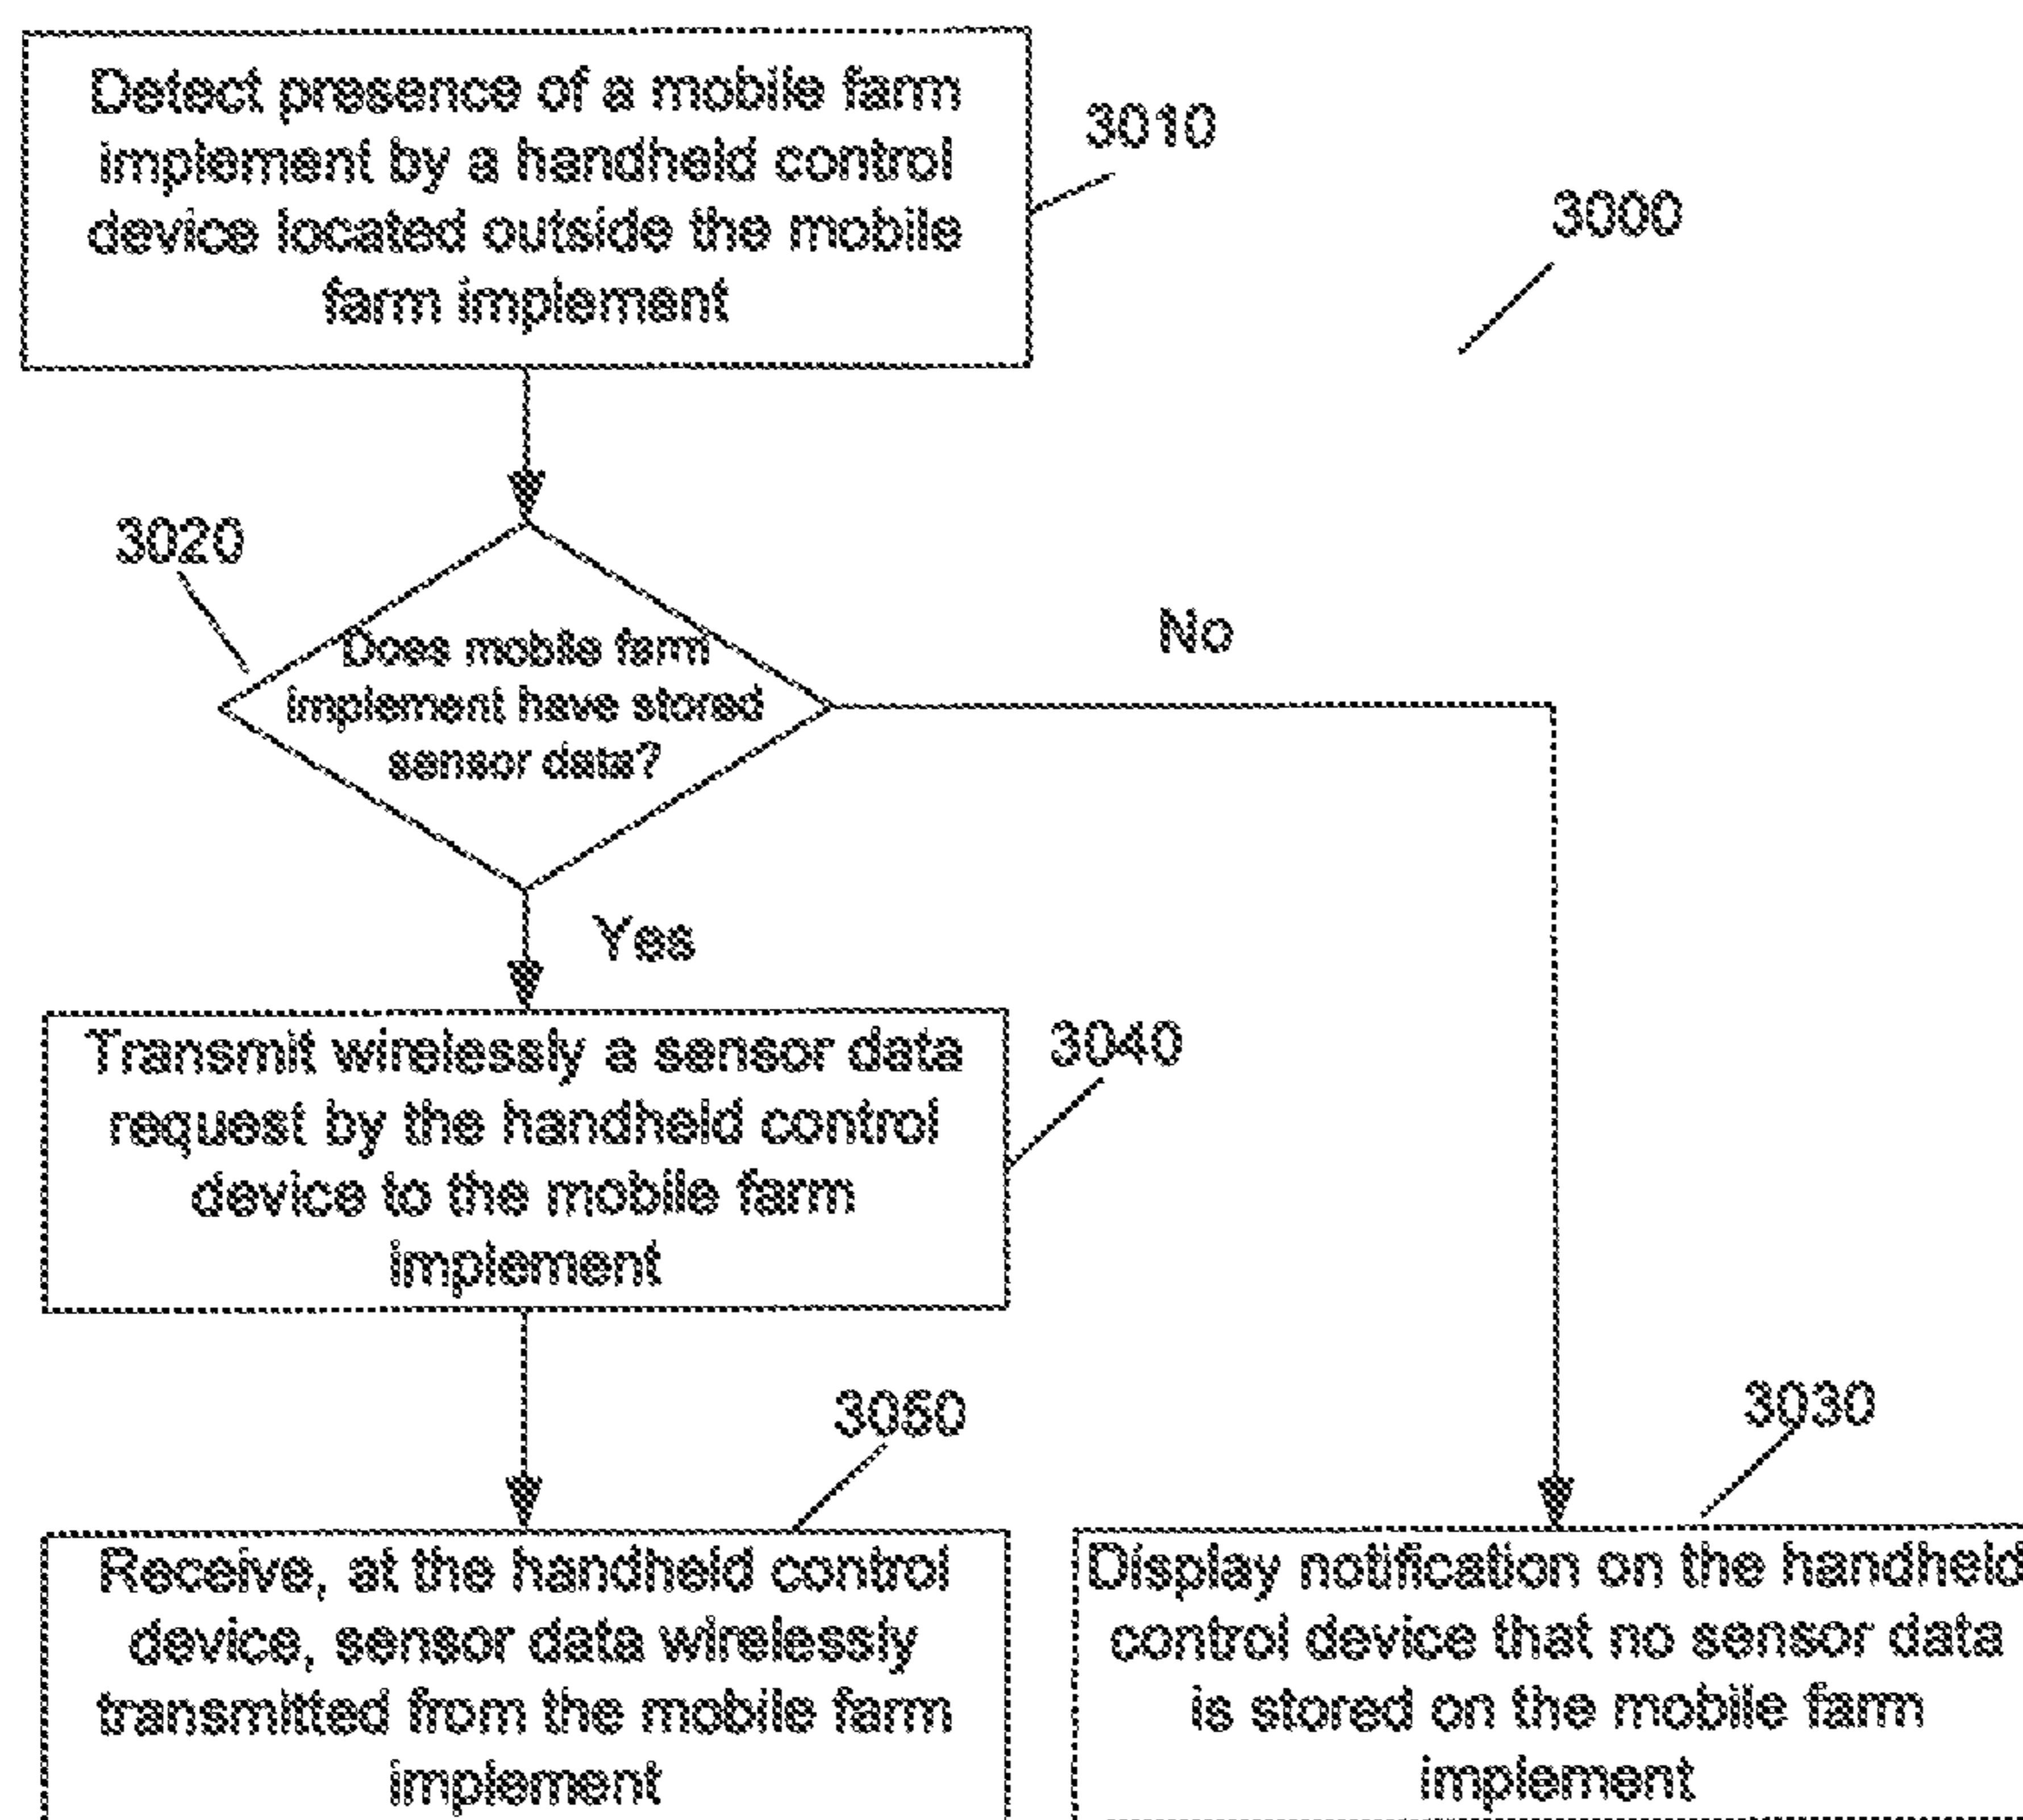 Detect presence of a mobile farm
implement by a handheld control
device located outside the mobile
farm implement
3010
3000
3020
Does mobile farm
implement have stored
sensor data?
No
Yes
Transmit wirelessly a sensor data
request by the handheld control
device to the mobile farm
implement
3040
3050
Receive, at the handheld control
device, sensor data wirelessly
transmitted from the mobile farm
implement
3030
Display notification on the handheld
control device that no sensor data
is stored on the mobile farm
implement